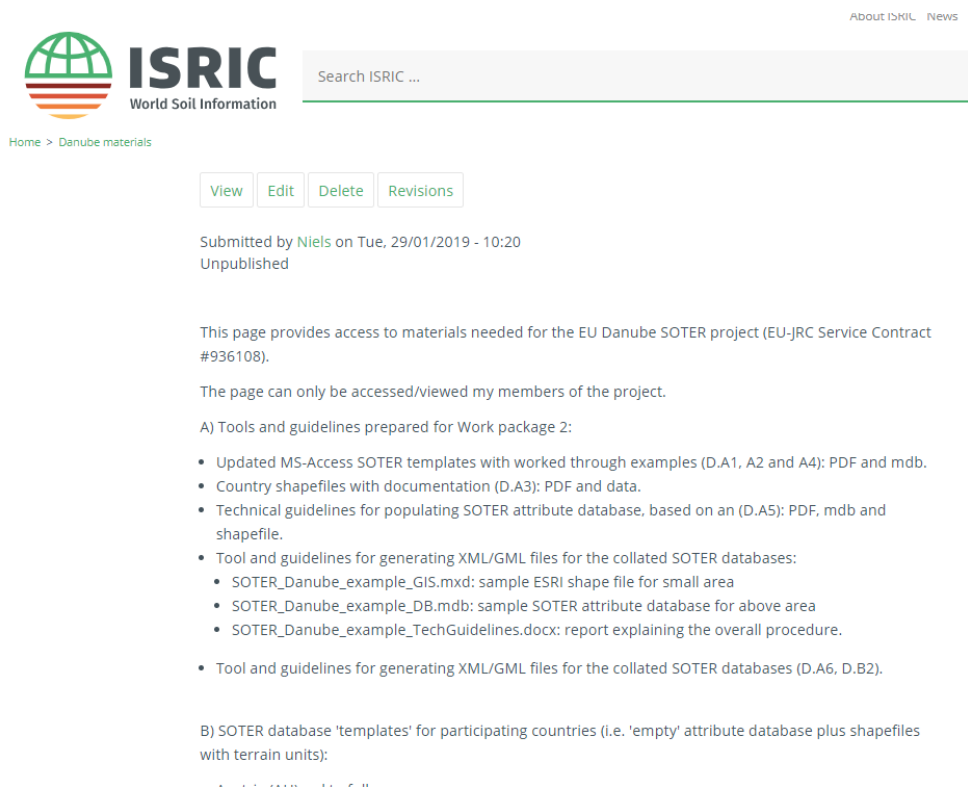 About ISRIC News
ISRIC
World Soil Information
Search ISRIC ...
Home > Danube materials
View Edit Delete Revisions
Submitted by Niels on Tue, 29/01/2019 - 10:20
Unpublished
This page provides access to materials needed for the EU Danube SOTER project (EU-JRC Service Contract
#936108).
The page can only be accessed/viewed my members of the project.
A) Tools and guidelines prepared for Work package 2:
• Updated MS-Access SOTER templates with worked through examples (D.A1, A2 and A4): PDF and mdb.
• Country shapefiles with documentation (D.A3): PDF and data.
• Technical guidelines for populating SOTER attribute database, based on an (D.A5): PDF, mdb and
shapefile.
• Tool and guidelines for generating XML/GML files for the collated SOTER databases:
• SOTER_Danube_example_GIS.mxd: sample ESRI shape file for small area
• SOTER_Danube_example_DB.mdb: sample SOTER attribute database for above area
• SOTER_Danube_example_TechGuidelines.docx: report explaining the overall procedure.
• Tool and guidelines for generating XML/GML files for the collated SOTER databases (D.A6, D.B2).
B) SOTER database 'templates' for participating countries (i.e. 'empty' attribute database plus shapefiles
with terrain units):